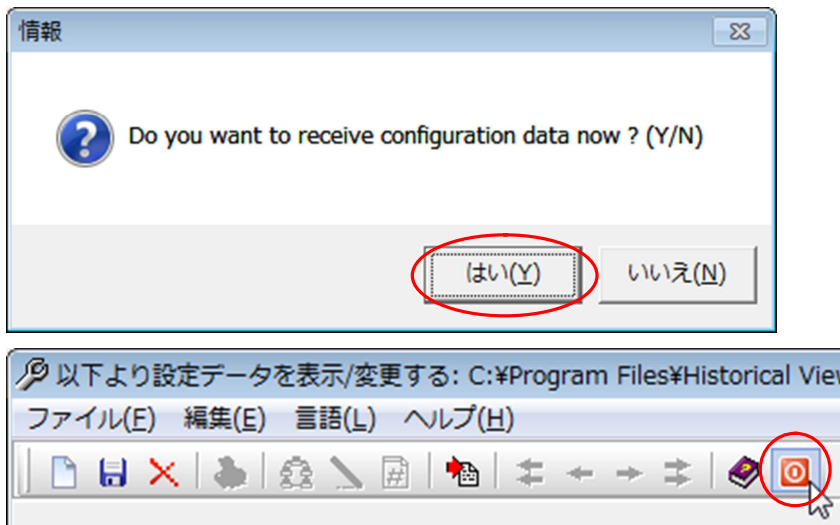 情報
Do you want to receive configuration data now ? (Y/N)
はい(Y)
いいえ(N)
以下より設定データを表示/変更する: C:¥Program Files¥Historical View
ファイル(F) 編集(E) 言語(L) ヘルプ(H)